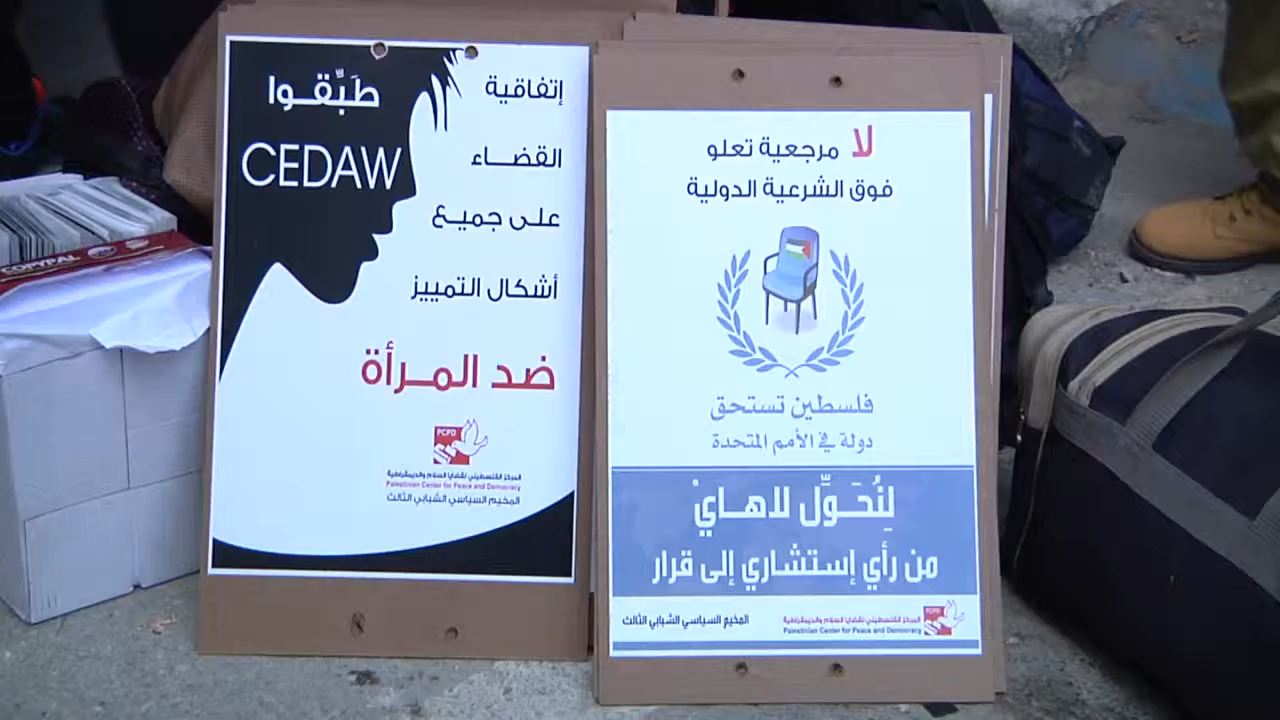 طَبِّقوا
CEDAW
إتفاقية
القضاء
على جميع
أشكال التمييز
ضد المرأة
PCPD
المركز الفلسطيني لقضايا السلام والديمقراطية
Palestinian Center for Peace and Democracy
المخيم السياسي الشبابي الثالث
لا مرجعية تعلو
فوق الشرعية الدولية
فلسطين تستحق
دولة في الأمم المتحدة
لِنُحَوِّل لاهايْ
من رأي إستشاري إلى قرار
المخيم السياسي الشبابي الثالث
المركز الفلسطيني لقضايا السلام والديمقراطية
Palestinian Center for Peace and Democracy
PCPD
COPYPAL